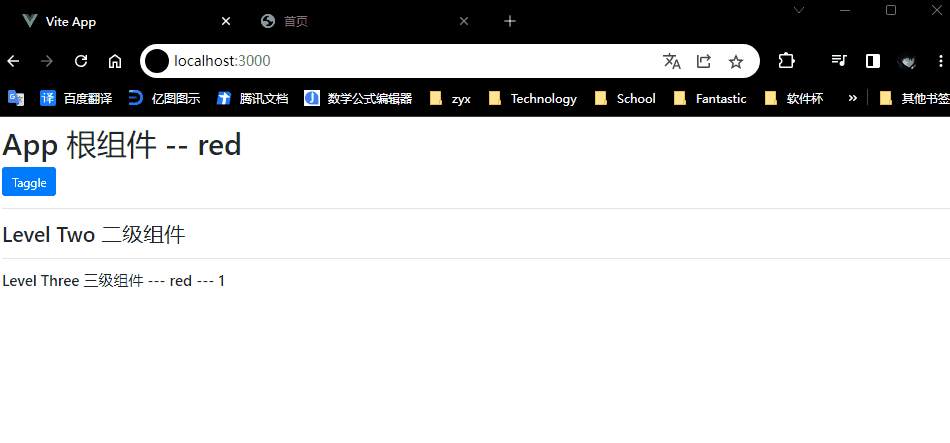 Vite App
首页
localhost:3000
译 百度翻译 亿图图示 腾讯文档 数学公式编辑器 zyx Technology School Fantastic 软件杯 » 其他书签
App 根组件 -- red
Taggle
Level Two 二级组件
Level Three 三级组件 --- red --- 1